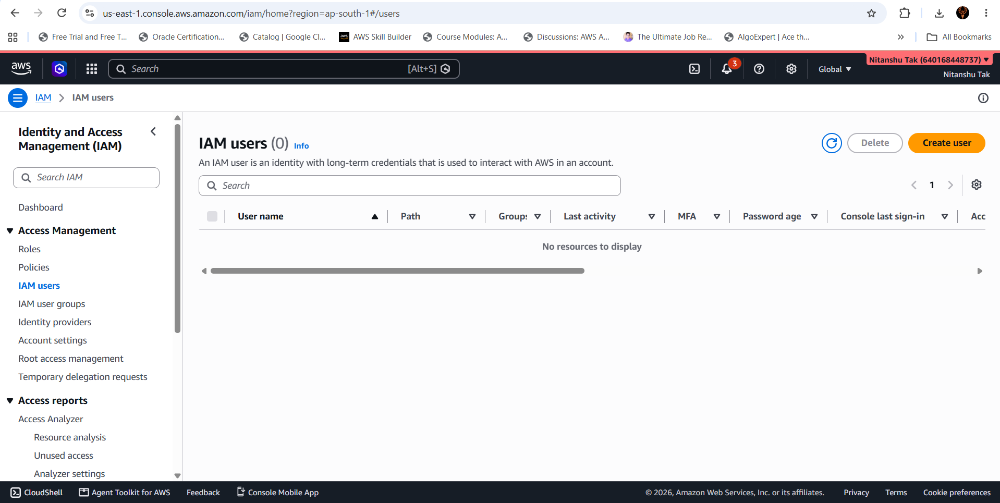 us-east-1.console.aws.amazon.com/iam/home?region=ap-south-1#/users
Free Trial and Free T... Oracle Certification... Catalog | Google Cl... aws AWS Skill Builder Course Modules: A... Discussions: AWS A... The Ultimate Job Re... AlgoExpert | Ace th... » All Bookmarks
aws Search [Alt+S] 3 Global Nitanshu Tak (640168448737)
Nitanshu Tak
IAM IAM users
Identity and Access
Management (IAM)
Search IAM
Dashboard
Access Management
Roles
Policies
IAM users
IAM user groups
Identity providers
Account settings
Root access management
Temporary delegation requests
Access reports
Access Analyzer
Resource analysis
Unused access
Analyzer settings
IAM users (0) Info
Delete Create user
An IAM user is an identity with long-term credentials that is used to interact with AWS in an account.
Search
1
User name Path Groups Last activity MFA Password age Console last sign-in Acc
No resources to display
CloudShell Agent Toolkit for AWS Feedback Console Mobile App © 2026, Amazon Web Services, Inc. or its affiliates. Privacy Terms Cookie preferences